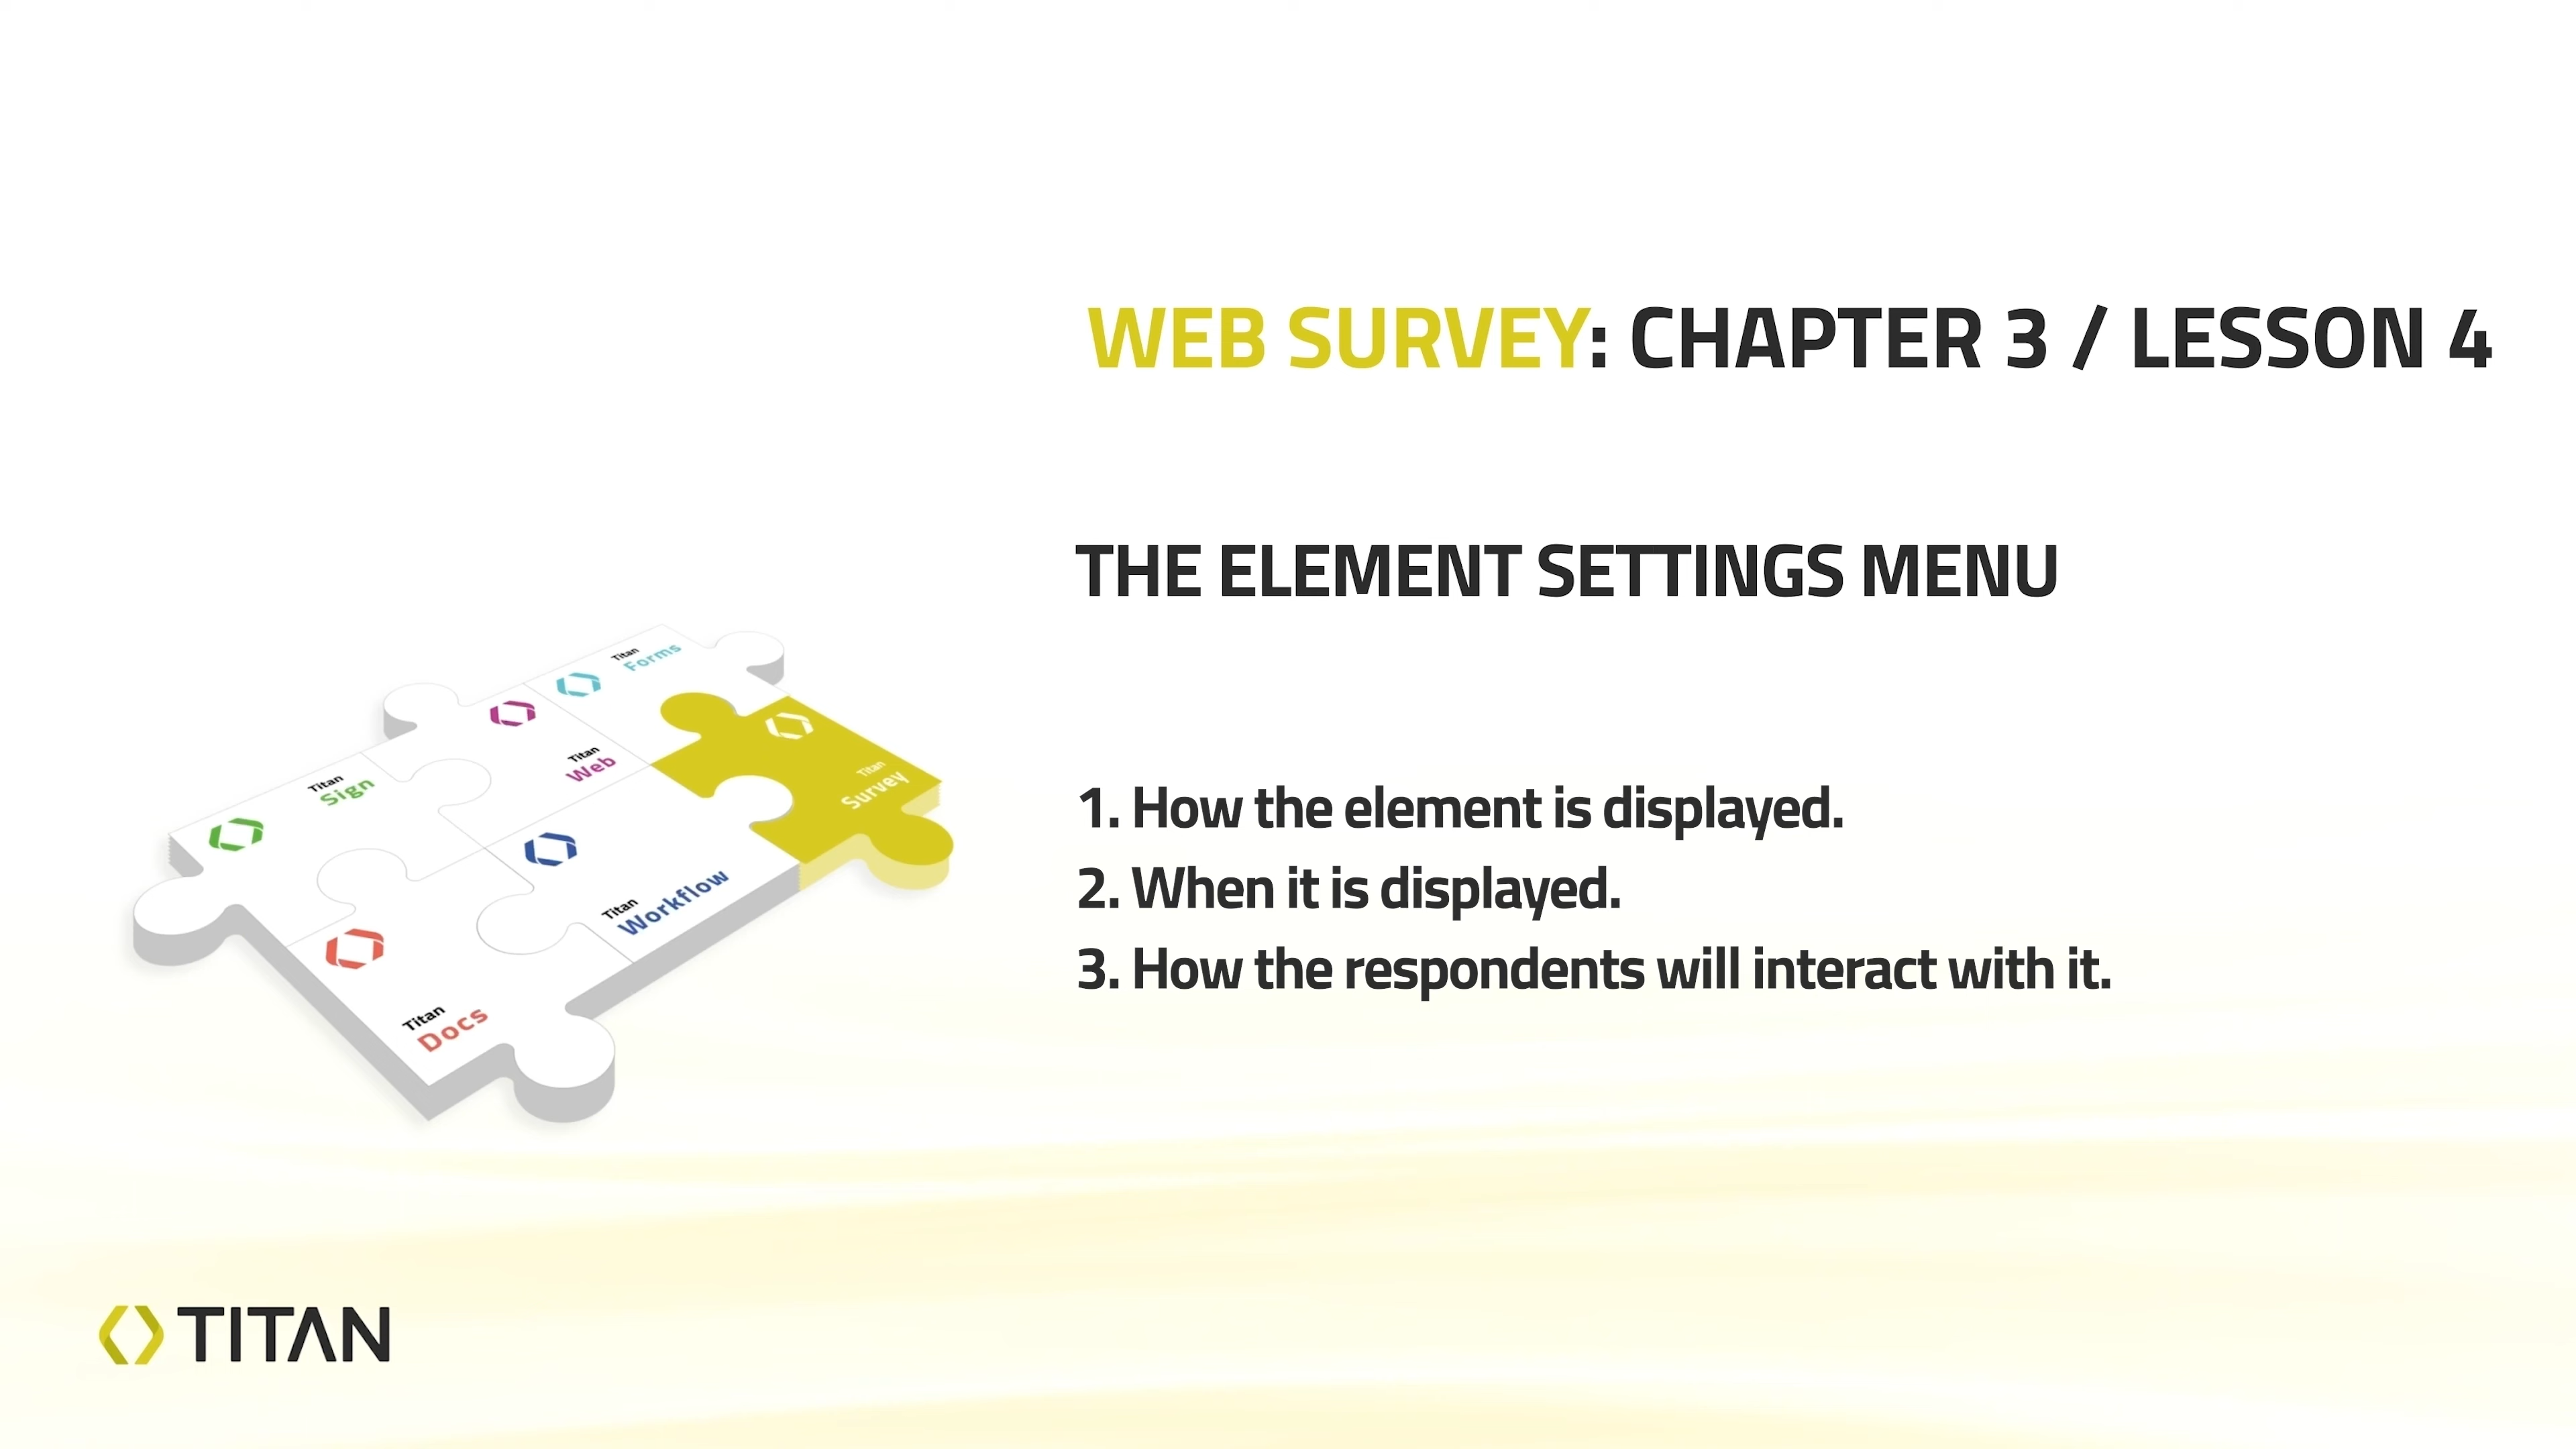 WEB SURVEY: CHAPTER 3 / LESSON 4
THE ELEMENT SETTINGS MENU
1. How the element is displayed.
2. When it is displayed.
3. How the respondents will interact with it.
Titan
Forms
Titan
Web
Titan
Survey
Titan
Sign
Titan
Workflow
Titan
Docs
TITAN